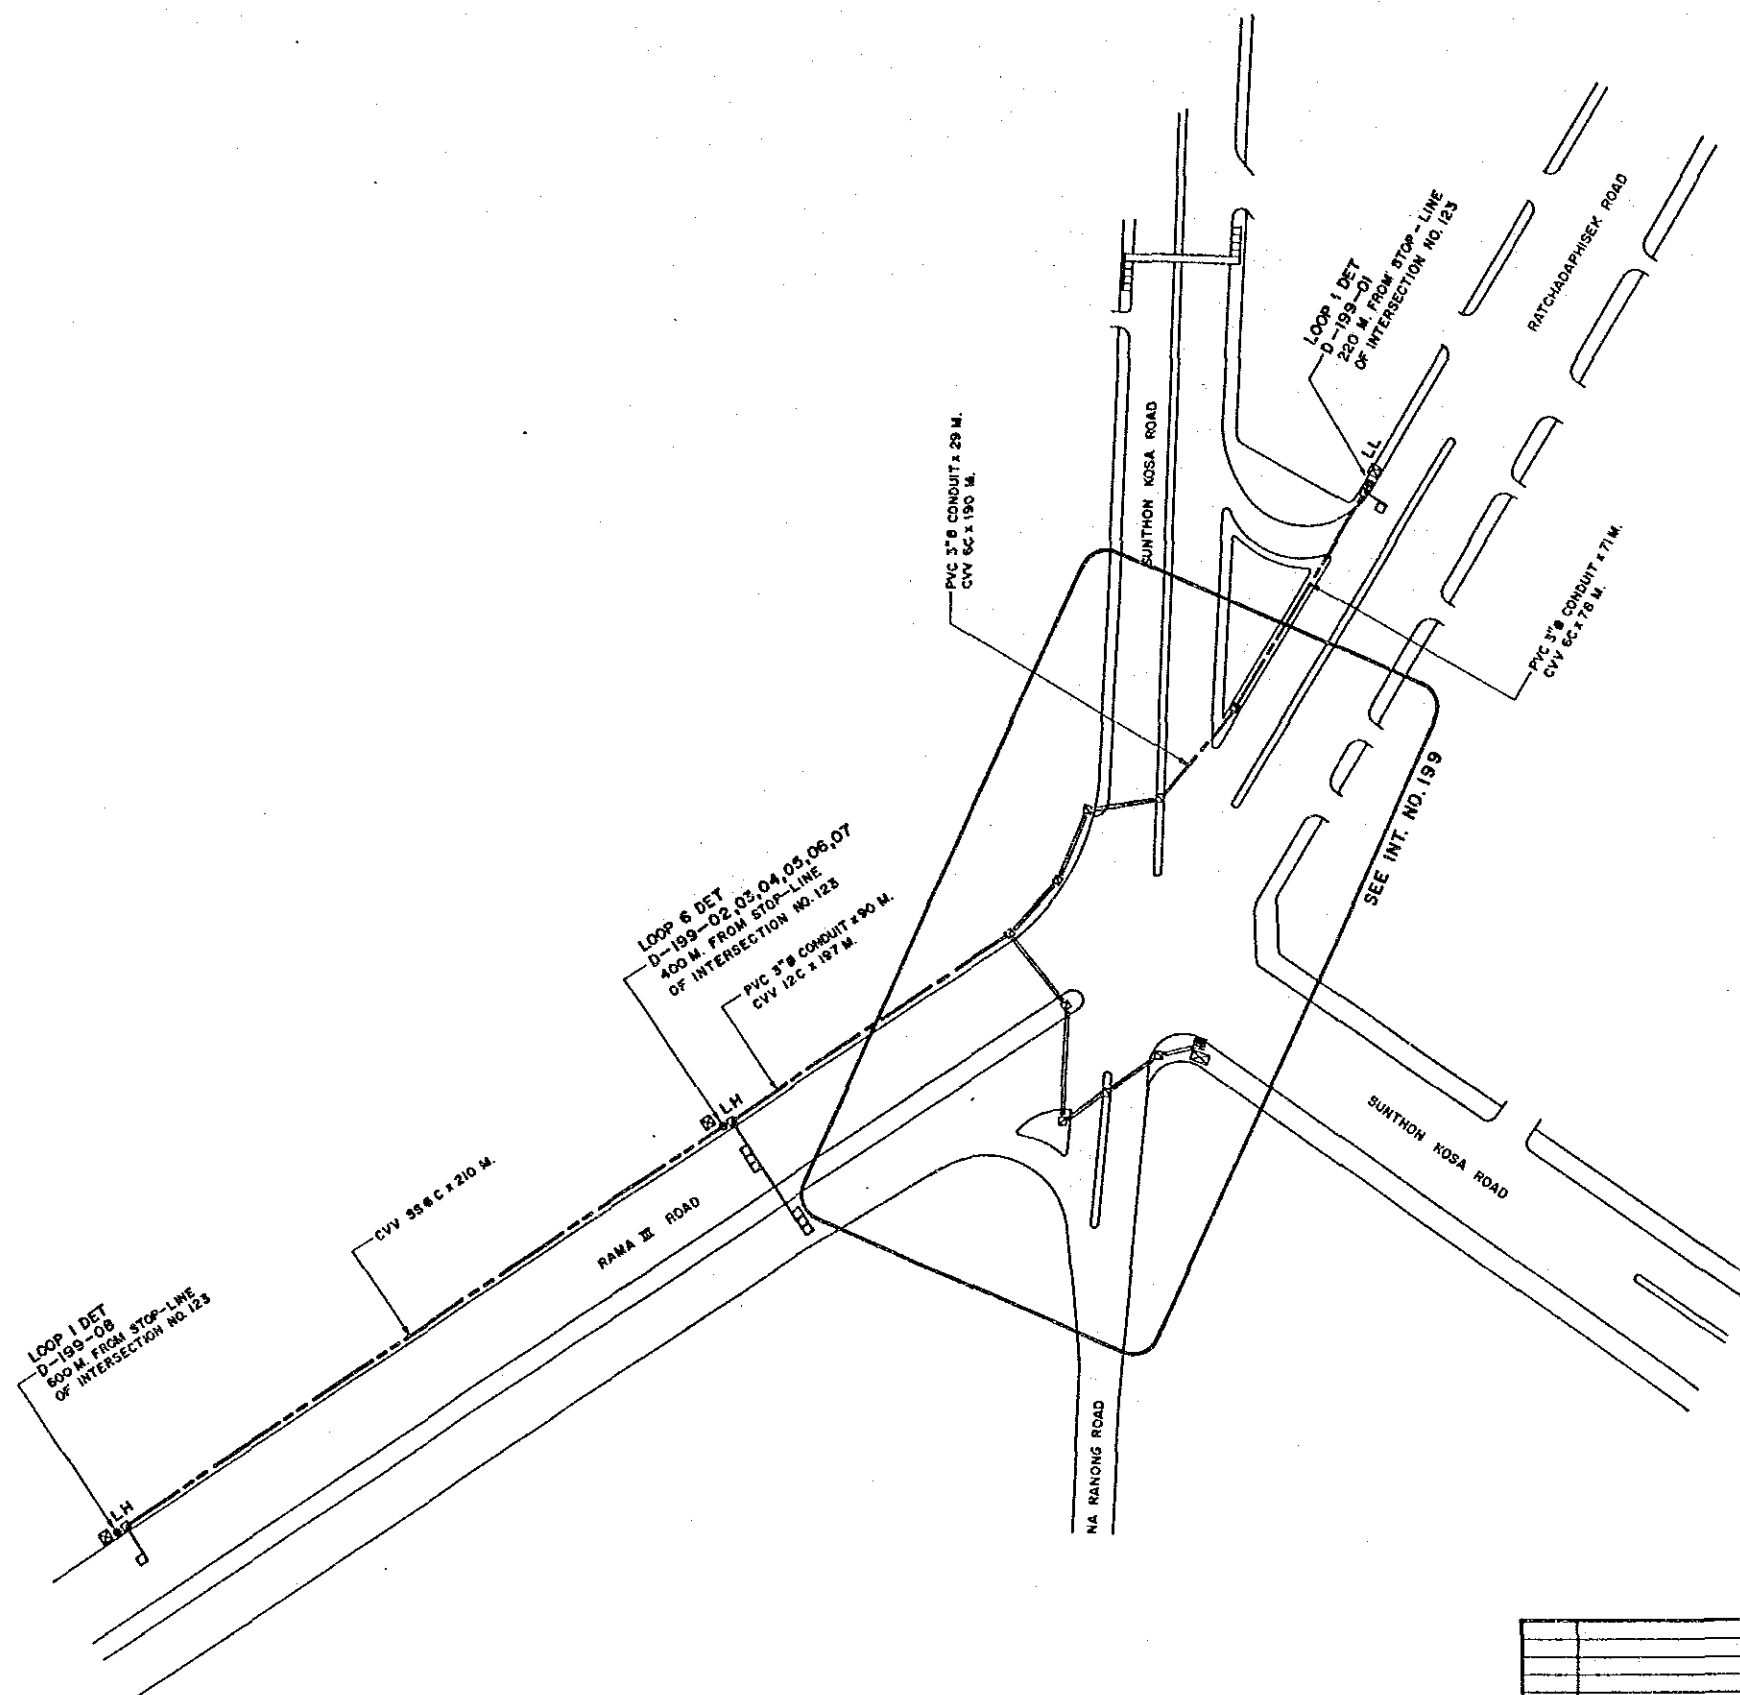 LOOP 1 DET
D-199-01
220 M. FROM STOP-LINE
OF INTERSECTION NO. 123
RATCHADAPHISEK ROAD
LL
SUNTHON KOSA ROAD
PVC 3"Ø CONDUIT x 29 M.
CVV 6C x 190 M.
PVC 3"Ø CONDUIT x 71 M.
CVV 6C x 78 M.
SEE INT. NO. 199
LOOP 6 DET
D-199-02,03,04,05,06,07
400 M. FROM STOP-LINE
OF INTERSECTION NO. 123
PVC 3"Ø CONDUIT x 90 M.
CVV 12C x 197 M.
LH
SUNTHON KOSA ROAD
CVV SS 6C x 210 M.
RAMA III ROAD
LOOP 1 DET
D-199-08
600 M. FROM STOP-LINE
OF INTERSECTION NO. 123
LH
NA RANONG ROAD